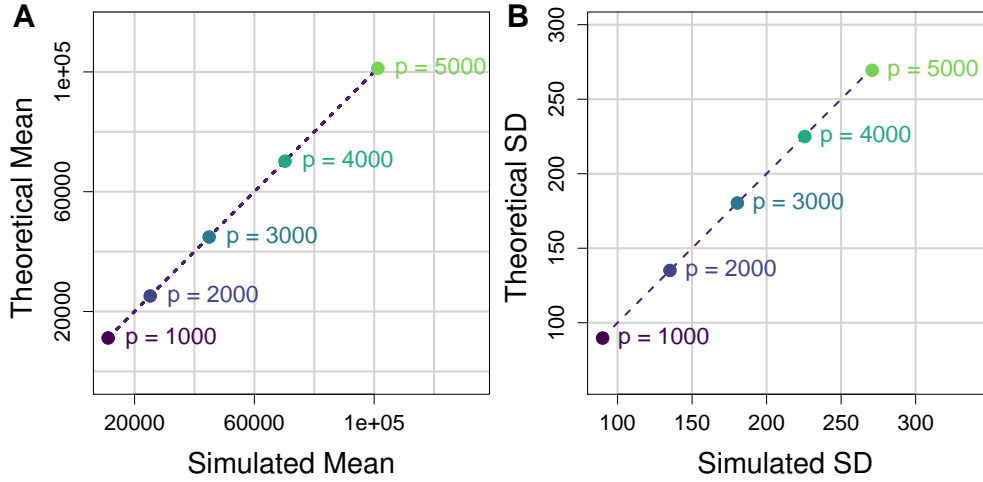 A
Theoretical Mean
1e+05
60000
20000
p = 5000
p = 4000
p = 3000
p = 2000
p = 1000
20000
60000
1e+05
Simulated Mean
B
Theoretical SD
300
250
200
150
100
p = 5000
p = 4000
p = 3000
p = 2000
p = 1000
100
150
200
250
300
Simulated SD